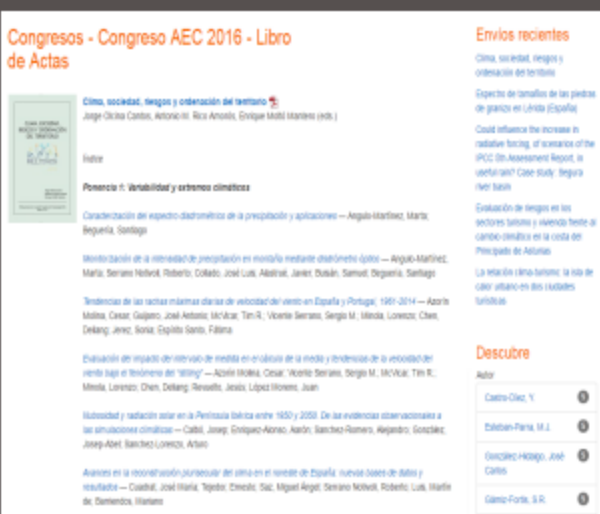 Congresos - Congreso AEC 2016 - Libro
de Actas
Clima, sociedad, riesgos y ordenación del territorio
Jorge Olcina Cantos, Antonio M. Rico Amorós, Enrique Moltó Mantero (eds.)
Índice
Ponencia 1: Variabilidad y extremos climáticos
Caracterización del espectro diadrométrico de la precipitación y aplicaciones — Angulo-Martínez, Marta;
Beguería, Santiago
Monitorización de la intensidad de precipitación en montaña mediante disdrómetro óptico — Angulo-Martínez,
Marta; Serrano Notivoli, Roberto; Collado, José Luis; Javier; Buisán, Samuel; Beguería, Santiago
Tendencias de las rachas máximas diarias de velocidad del viento en España y Portugal, 1961-2014 — Azorín
Molina, Cesar; Guijarro, José Antonio; McVicar, Tim R.; Vicente Serrano, Sergio M.; Minola, Lorenzo; Chen,
Deliang; Jerez, Sonia; Espírito Santo, Fátima
Evaluación del impacto del intervalo de medida en el cálculo de la media y tendencias de la velocidad del
viento bajo el fenómeno del "stilling" — Azorín Molina, Cesar; Vicente Serrano, Sergio M.; McVicar, Tim R.;
Minola, Lorenzo; Chen, Deliang; Revuelto, Jesús; López Moreno, Juan
Nubosidad y radiación solar en la Península Ibérica entre 1950 y 2050. De las evidencias observacionales a
las simulaciones climáticas — Calbó, Josep; Enriquez-Alonso, Aarón; Sanchez-Romero, Alejandro; González,
Josep-Abel; Sanchez-Lorenzo, Arturo
Avances en la reconstrucción plurisecular del clima en el noreste de España: nuevas bases de datos y
resultados — Cuadrat, José María; Tejedor, Ernesto; Saz, Miguel Ángel; Serrano Notivoli, Roberto; Luis, Martín
de; Barriendos, Mariano
Envíos recientes
Clima, sociedad, riesgos y
ordenación del territorio
Espectro de tamaños de las piedras
de granizo en Lérida (España)
Could influence the increase in
radiative forcing, of scenarios of the
IPCC 5th Assessment Report, in
useful rain? Case study: Segura
river basin
Evaluación de riesgos en los
sectores turismo y vivienda frente al
cambio climático en la costa del
Principado de Asturias
La relación clima-turismo: la isla de
calor urbano en dos ciudades
turísticas
Descubre
Autor
Castro-Díez, Y.
Esteban-Parra, M.J.
González-Hidalgo, José
Carlos
Gámiz-Fortis, S.R.